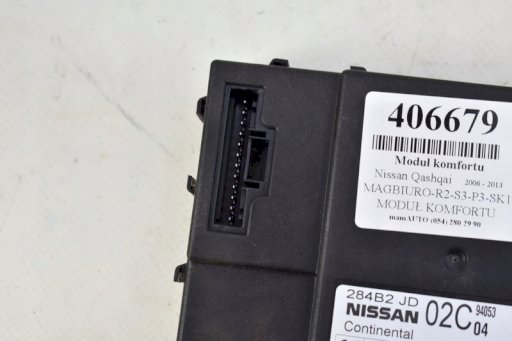 406679
Moduł komfortu
Nissan Qashqai 2006 - 2013
MAGBIURO-R2-S3-P3-SK1
MODUŁ KOMFORTU
mamAUTO (054) 280 29 90
284B2 JD
NISSAN 02C 94053
Continental 04